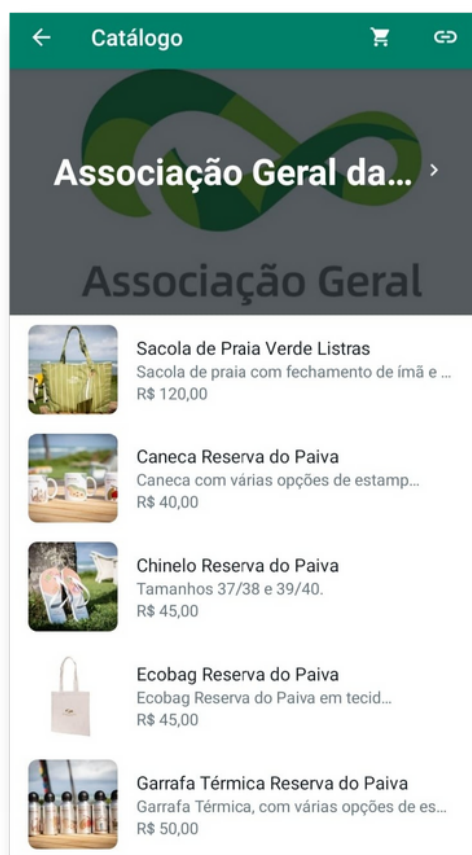 Catálogo
Associação Geral da...
Associação Geral
Sacola de Praia Verde Listras
Sacola de praia com fechamento de ímã e ...
R$ 120,00
Caneca Reserva do Paiva
Caneca com várias opções de estamp...
R$ 40,00
Chinelo Reserva do Paiva
Tamanhos 37/38 e 39/40.
R$ 45,00
Ecobag Reserva do Paiva
Ecobag Reserva do Paiva em tecid...
R$ 45,00
Garrafa Térmica Reserva do Paiva
Garrafa Térmica, com várias opções de es...
R$ 50,00